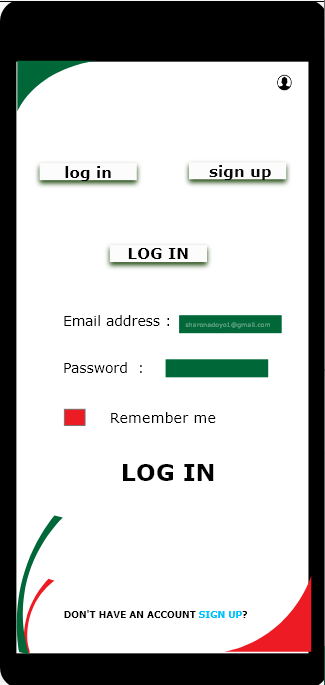 log in sign up
LOG IN
Email address : sharonadoyo1@gmail.com
Password :
Remember me
LOG IN
DON'T HAVE AN ACCOUNT SIGN UP?